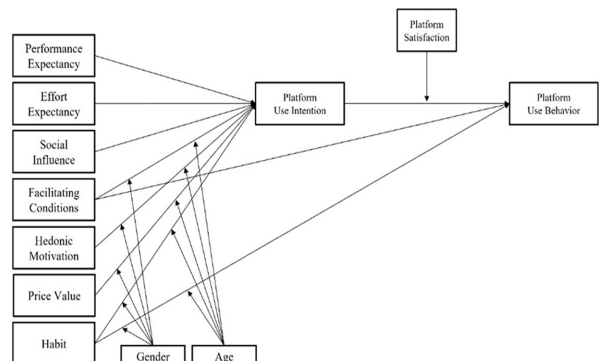 Performance
Expectancy
Effort
Expectancy
Social
Influence
Facilitating
Conditions
Hedonic
Motivation
Price Value
Habit
Gender
Age
Platform
Use Intention
Platform
Satisfaction
Platform
Use Behavior